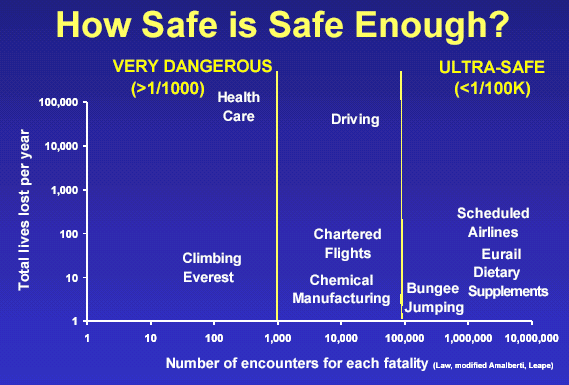 How Safe is Safe Enough?
VERY DANGEROUS
(>1/1000)
ULTRA-SAFE
(<1/100K)
Health
Care
Driving
Scheduled
Airlines
Chartered
Flights
Climbing
Everest
Eurail
Dietary
Supplements
Chemical
Manufacturing
Bungee
Jumping
Total lives lost per year
100,000
10,000
1,000
100
10
1
1
10
100
1,000
10,000
100,000
1,000,000
10,000,000
Number of encounters for each fatality (Law, modified Amalberti, Leape)